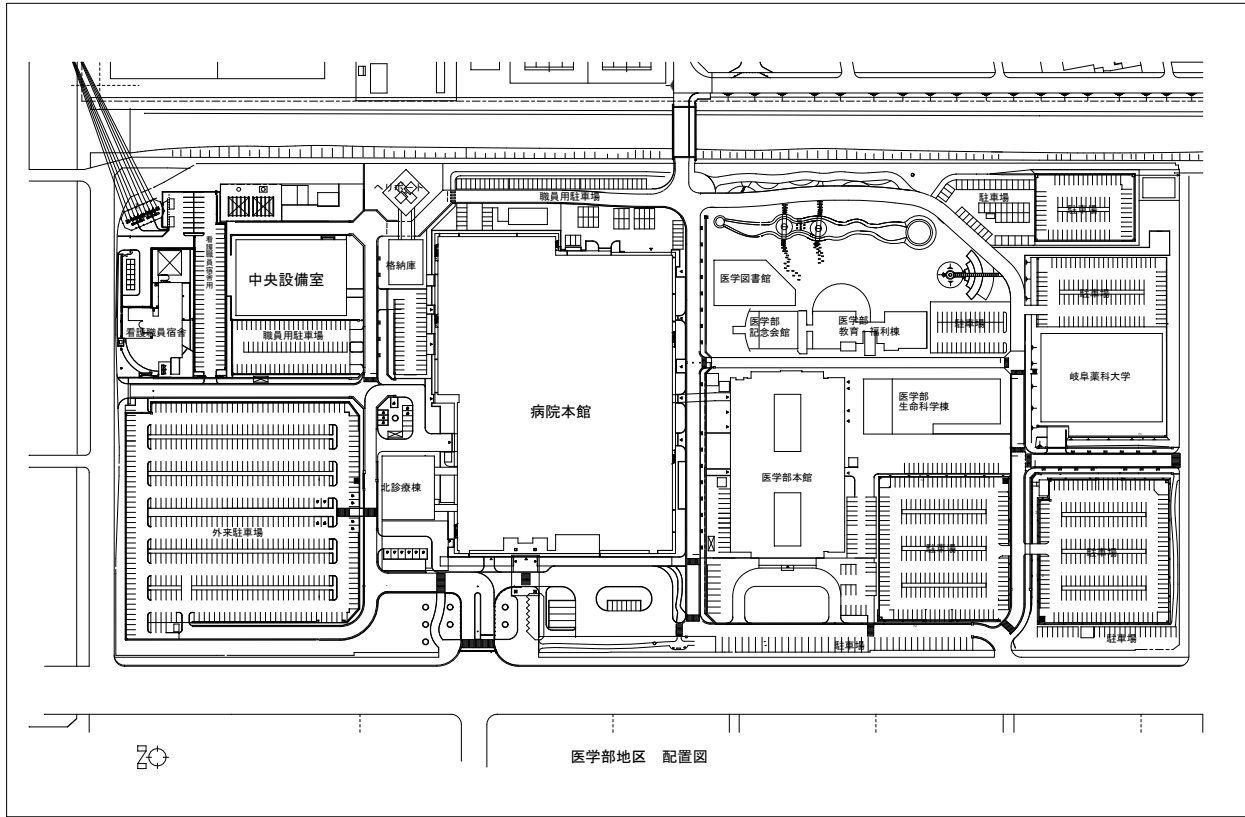 ヘリポート
職員用駐車場
駐車場
駐車場
看護職員宿舎用
中央設備室
格納庫
医学図書館
駐車場
看護職員宿舎
職員用駐車場
医学部
記念会館
医学部
教育・福利棟
駐車場
岐阜薬科大学
病院本館
医学部
生命科学棟
北診療棟
医学部本館
外来駐車場
駐車場
駐車場
駐車場
駐車場
N
医学部地区　配置図